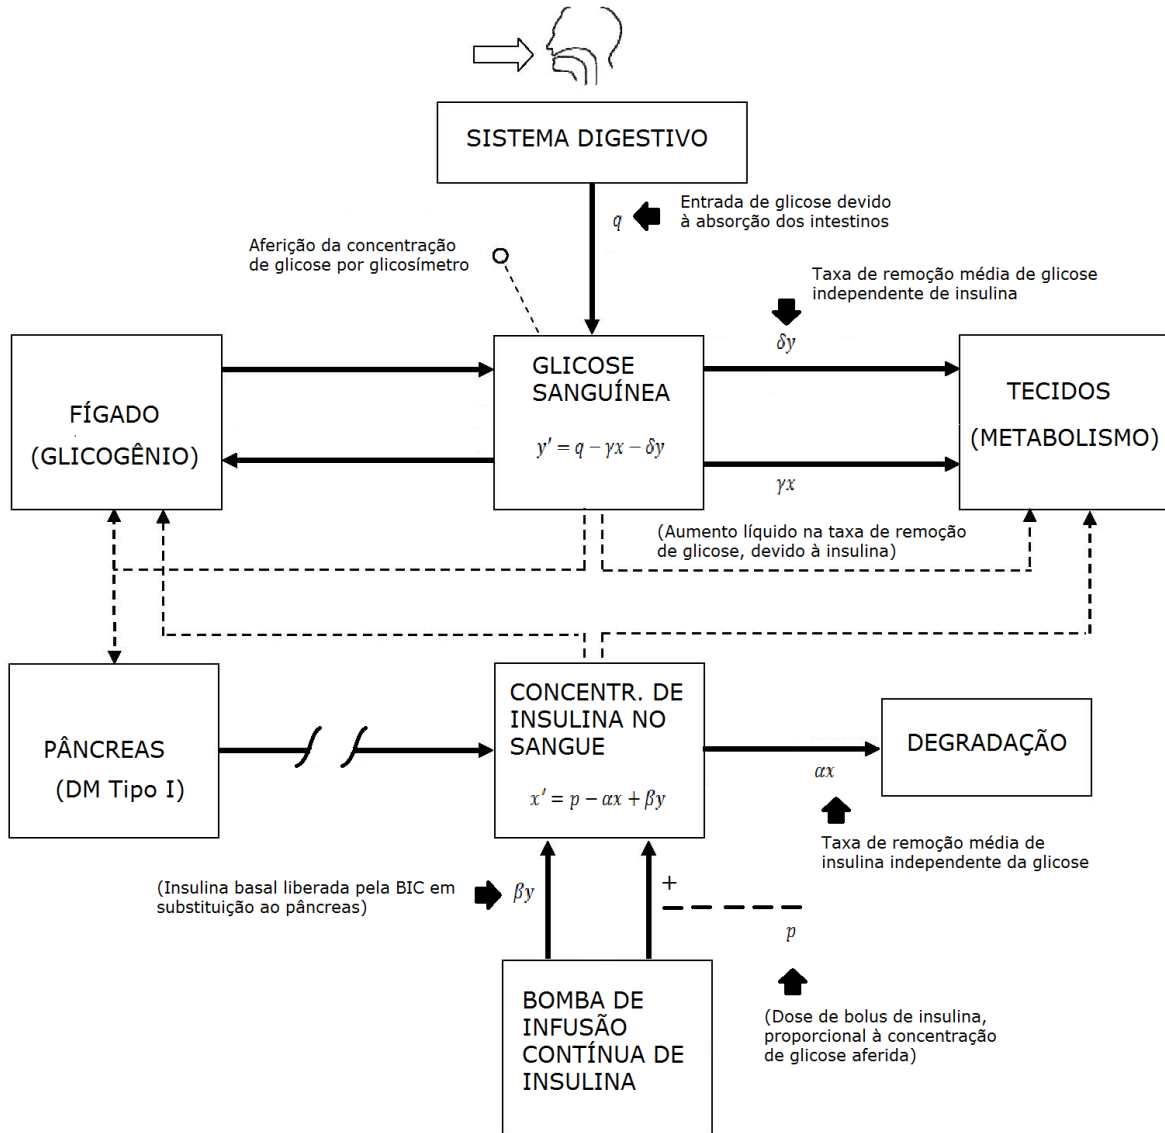 SISTEMA DIGESTIVO
q
Entrada de glicose devido
à absorção dos intestinos
Aferição da concentração
de glicose por glicosímetro
Taxa de remoção média de glicose
independente de insulina
δy
FÍGADO
(GLICOGÊNIO)
GLICOSE
SANGUÍNEA
y′ = q − γx − δy
TECIDOS
(METABOLISMO)
γx
(Aumento líquido na taxa de remoção
de glicose, devido à insulina)
PÂNCREAS
(DM Tipo I)
CONCENTR. DE
INSULINA NO
SANGUE
x′ = p − αx + βy
DEGRADAÇÃO
αx
Taxa de remoção média de
insulina independente da glicose
(Insulina basal liberada pela BIC em
substituição ao pâncreas)
βy
+
p
BOMBA DE
INFUSÃO
CONTÍNUA DE
INSULINA
(Dose de bolus de insulina,
proporcional à concentração
de glicose aferida)